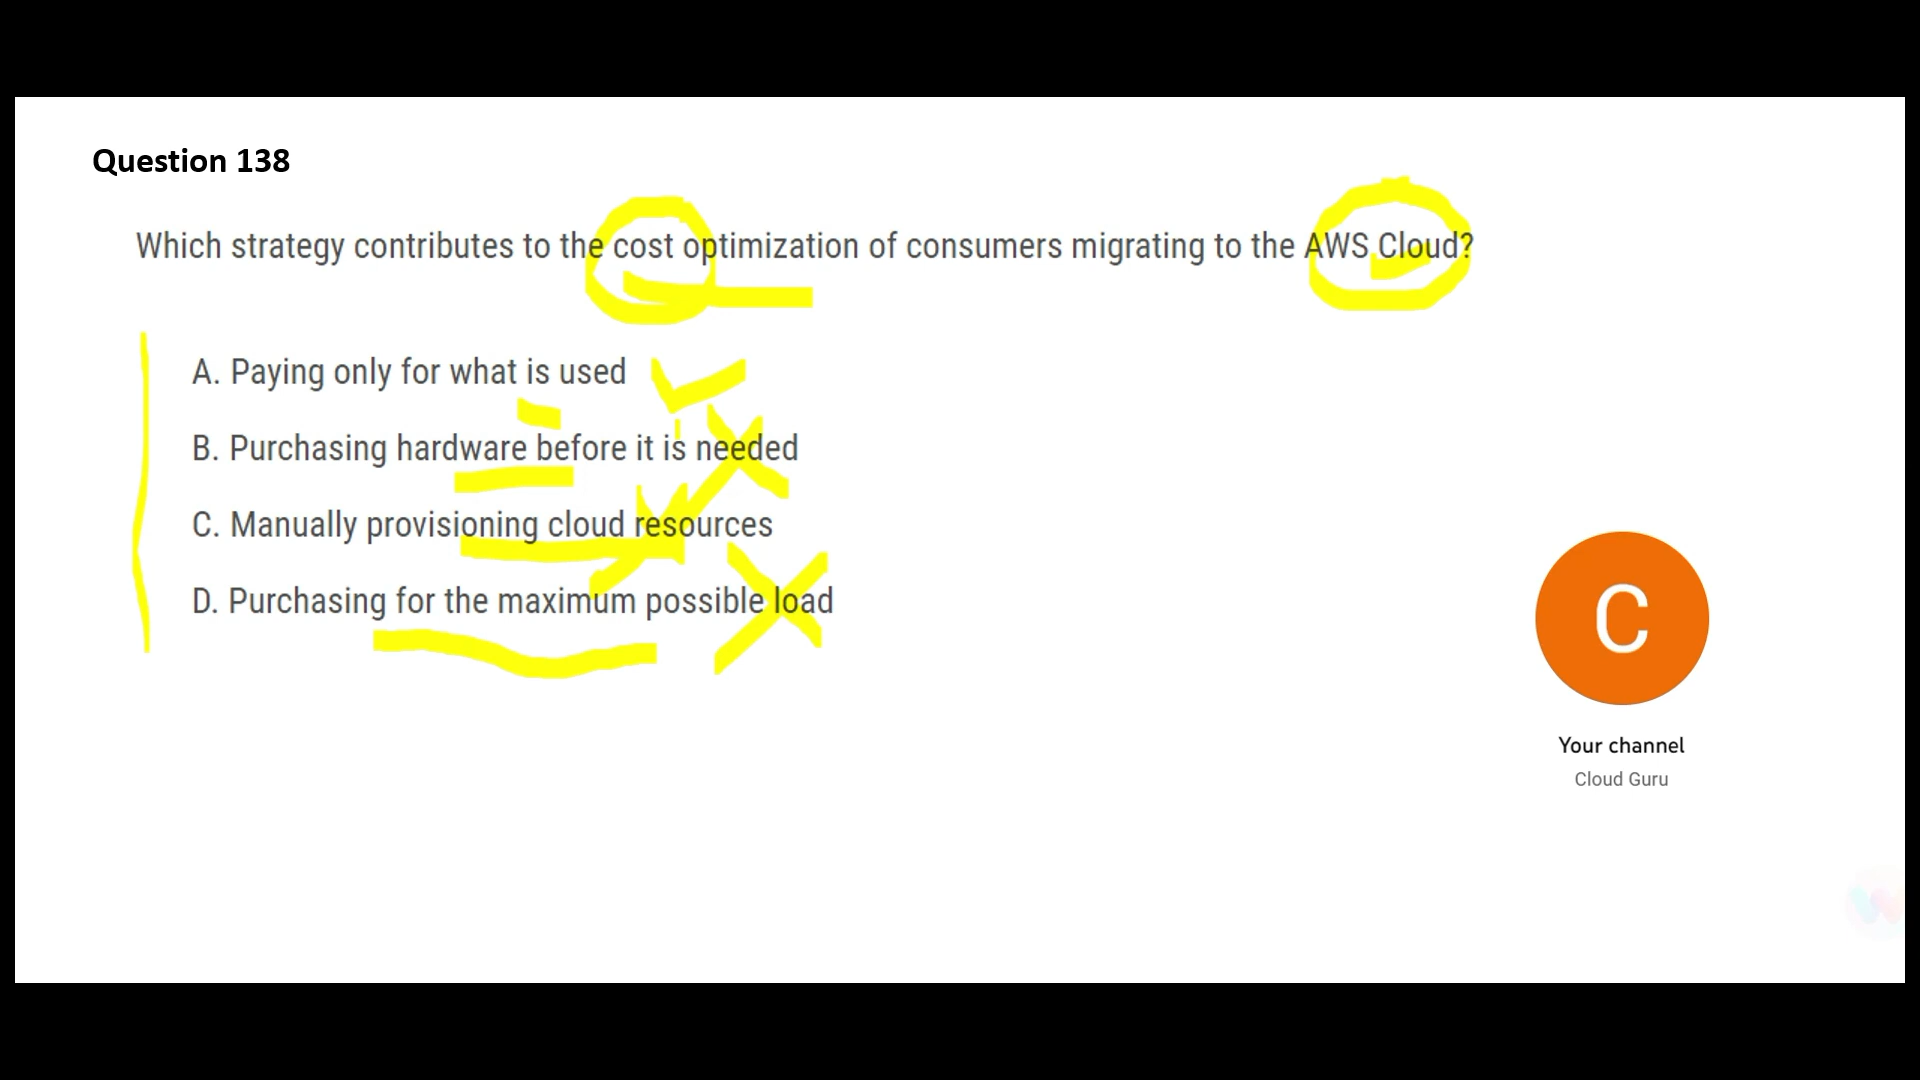 Question 138
Which strategy contributes to the cost optimization of consumers migrating to the AWS Cloud?
A. Paying only for what is used
B. Purchasing hardware before it is needed
C. Manually provisioning cloud resources
D. Purchasing for the maximum possible load
C
Your channel
Cloud Guru